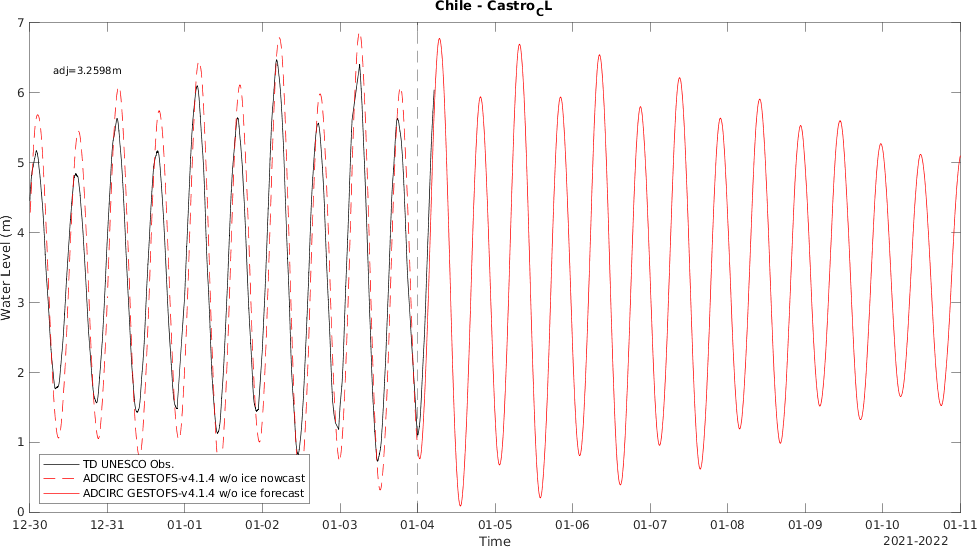 Chile - CastroCL
7
6
5
4
3
2
1
0
Water Level (m)
adj=3.2598m
TD UNESCO Obs.
ADCIRC GESTOFS-v4.1.4 w/o ice nowcast
ADCIRC GESTOFS-v4.1.4 w/o ice forecast
12-30 12-31 01-01 01-02 01-03 01-04 01-05 01-06 01-07 01-08 01-09 01-10 01-11
Time
2021-2022